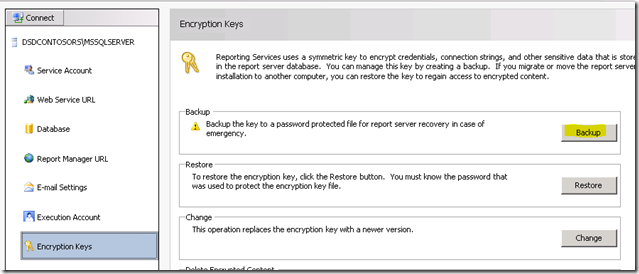 Connect
DSDCONTOSORS\MSSQLSERVER
Service Account
Web Service URL
Database
Report Manager URL
E-mail Settings
Execution Account
Encryption Keys
Encryption Keys
Reporting Services uses a symmetric key to encrypt credentials, connection strings, and other sensitive data that is store
in the report server database. You can manage this key by creating a backup. If you migrate or move the report server
installation to another computer, you can restore the key to regain access to encrypted content.
Backup
Backup the key to a password protected file for report server recovery in case of
emergency.
Backup
Restore
To restore the encryption key, click the Restore button. You must know the password that
was used to protect the encryption key file.
Restore
Change
This operation replaces the encryption key with a newer version.
Change
Delete Encrypted Content